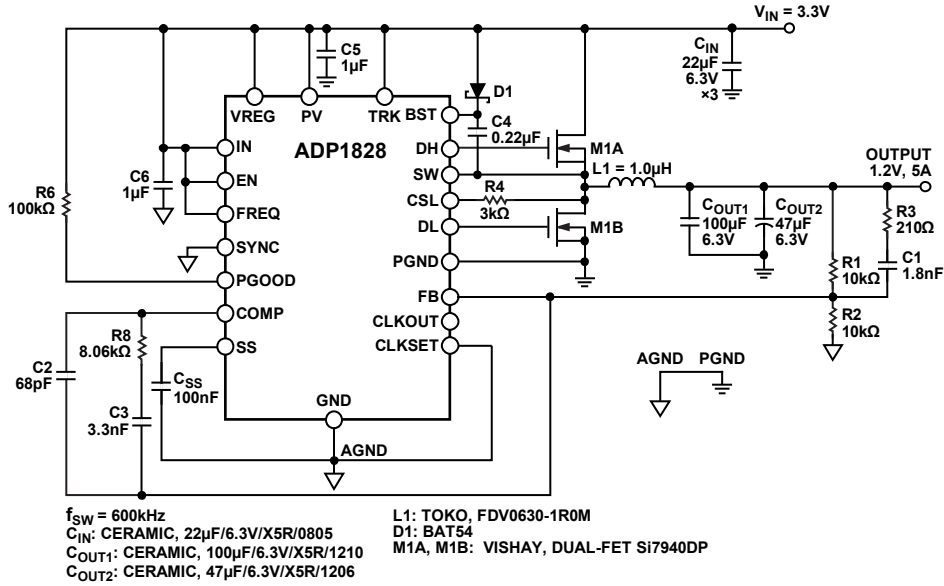 V_IN = 3.3V
C5
1µF
C_IN
22µF
6.3V
×3
D1
VREG
PV
TRK
BST
C4
0.22µF
ADP1828
IN
DH
M1A
L1 = 1.0µH
OUTPUT
1.2V, 5A
R6
100kΩ
C6
1µF
EN
SW
FREQ
CSL
R4
3kΩ
DL
M1B
C_OUT1
100µF
6.3V
C_OUT2
47µF
6.3V
R3
210Ω
SYNC
PGND
R1
10kΩ
C1
1.8nF
PGOOD
FB
COMP
CLKOUT
R2
10kΩ
R8
8.06kΩ
SS
CLKSET
C2
68pF
C_SS
100nF
AGND PGND
C3
3.3nF
GND
AGND
f_SW = 600kHz
C_IN: CERAMIC, 22µF/6.3V/X5R/0805
C_OUT1: CERAMIC, 100µF/6.3V/X5R/1210
C_OUT2: CERAMIC, 47µF/6.3V/X5R/1206
L1: TOKO, FDV0630-1R0M
D1: BAT54
M1A, M1B: VISHAY, DUAL-FET Si7940DP